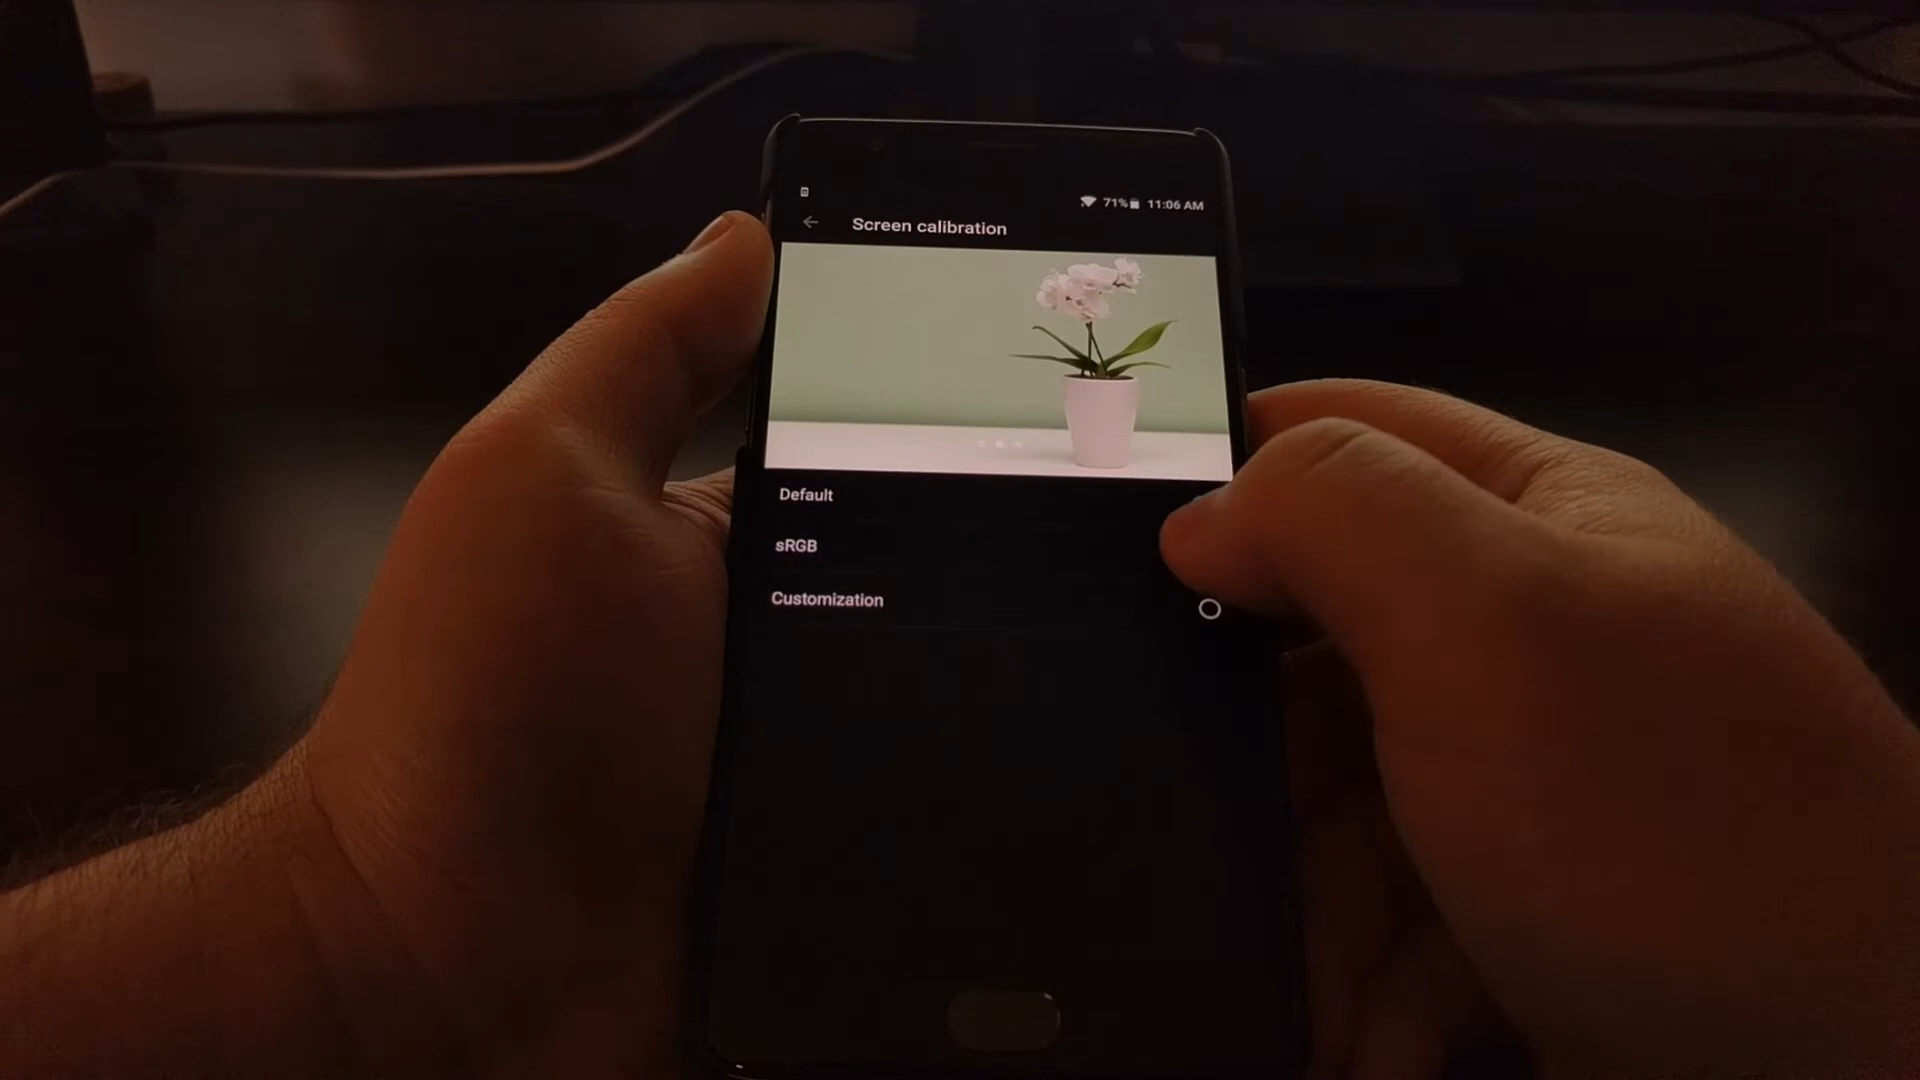 71% 11:06 AM
Screen calibration
Default
sRGB
Customization